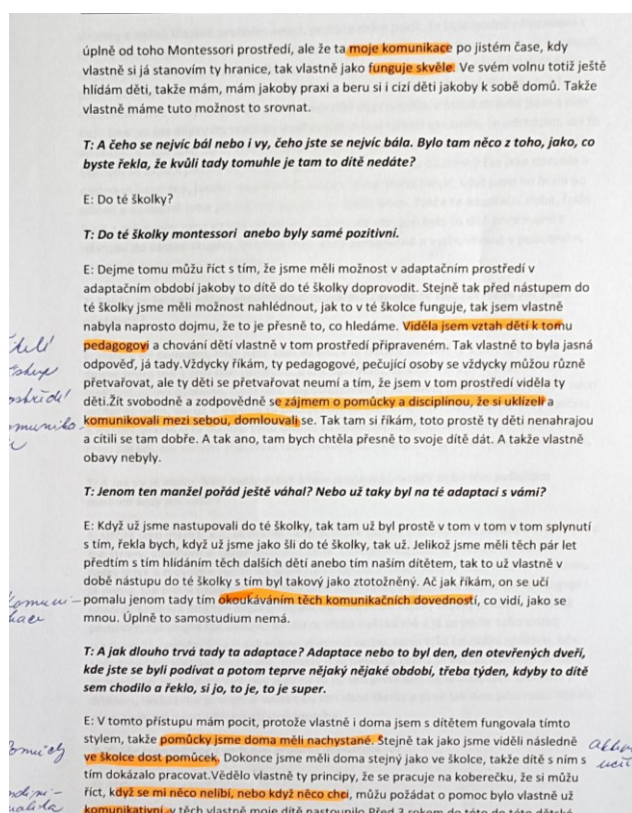 úplně od toho Montessori prostředí, ale že ta moje komunikace po jistém čase, kdy
vlastně si já stanovím ty hranice, tak vlastně jako funguje skvěle. Ve svém volnu totiž ještě
hlídám děti, takže mám, mám jakoby praxi a beru si i cizí děti jakoby k sobě domů. Takže
vlastně máme tuto možnost to srovnat.
T: A čeho se nejvíc bál nebo i vy, čeho jste se nejvíc bála. Bylo tam něco z toho, jako, co
byste řekla, že kvůli tady tomuhle je tam to dítě nedáte?
E: Do té školky?
T: Do té školky montessori anebo byly samé pozitivní.
E: Dejme tomu můžu říct s tím, že jsme měli možnost v adaptačním prostředí v
adaptačním období jakoby to dítě do té školky doprovodit. Stejně tak před nástupem do
té školky jsme měli možnost nahlédnout, jak to v té školce funguje, tak jsem vlastně
nabyla naprosto dojmu, že to je přesně to, co hledáme. Viděla jsem vztah dětí k tomu
pedagogovi a chování dětí vlastně v tom prostředí připraveném. Tak vlastně to byla jasná
odpověď, já tady.Vždycky říkám, ty pedagogové, pečující osoby se vždycky můžou různě
přetvařovat, ale ty děti se přetvařovat neumí a tím, že jsem v tom prostředí viděla ty
děti.Žít svobodně a zodpovědně se zájmem o pomůcky a disciplínou, že si uklízeli a
komunikovali mezi sebou, domlouvali se. Tak tam si říkám, toto prostě ty děti nenahrajou
a cítili se tam dobře. A tak ano, tam bych chtěla přesně to svoje dítě dát. A takže vlastně
obavy nebyly.
T: Jenom ten manžel pořád ještě váhal? Nebo už taky byl na té adaptaci s vámi?
E: Když už jsme nastupovali do té školky, tak tam už byl prostě v tom v tom v tom splynutí
s tím, řekla bych, když už jsme jako šli do té školky, tak už. Jelikož jsme měli těch pár let
předtím s tím hlídáním těch dalších dětí anebo tím naším dítětem, tak to už vlastně v
době nástupu do té školky s tím byl takový jako ztotožněný. Ač jak říkám, on se učí
komuni-
pomalu jenom tady tím okoukáváním těch komunikačních dovedností, co vidí, jako se
kace
mnou. Úplně to samostudium nemá.
T: A jak dlouho trvá tady ta adaptace? Adaptace nebo to byl den, den otevřených dveří,
kde jste se byli podívat a potom teprve nějaký nějaké období, třeba týden, kdyby to dítě
sem chodilo a řeklo, si jo, to je, to je super.
E: V tomto přístupu mám pocit, protože vlastně i doma jsem s dítětem fungovala tímto
stylem, takže pomůcky jsme doma měli nachystané. Stejně tak jako jsme viděli následně
pomůcky
ve školce dost pomůcek. Dokonce jsme měli doma stejný jako ve školce, takže dítě s ním s
tím dokázalo pracovat.Vědělo vlastně ty principy, že se pracuje na koberečku, že si můžu
říct, když se mi něco nelíbí, nebo když něco chci, můžou požádat o pomoc bylo vlastně už
komunikativní, v těch vlastně moje dítě nastoupilo Před 3 rokem do této do této dětské